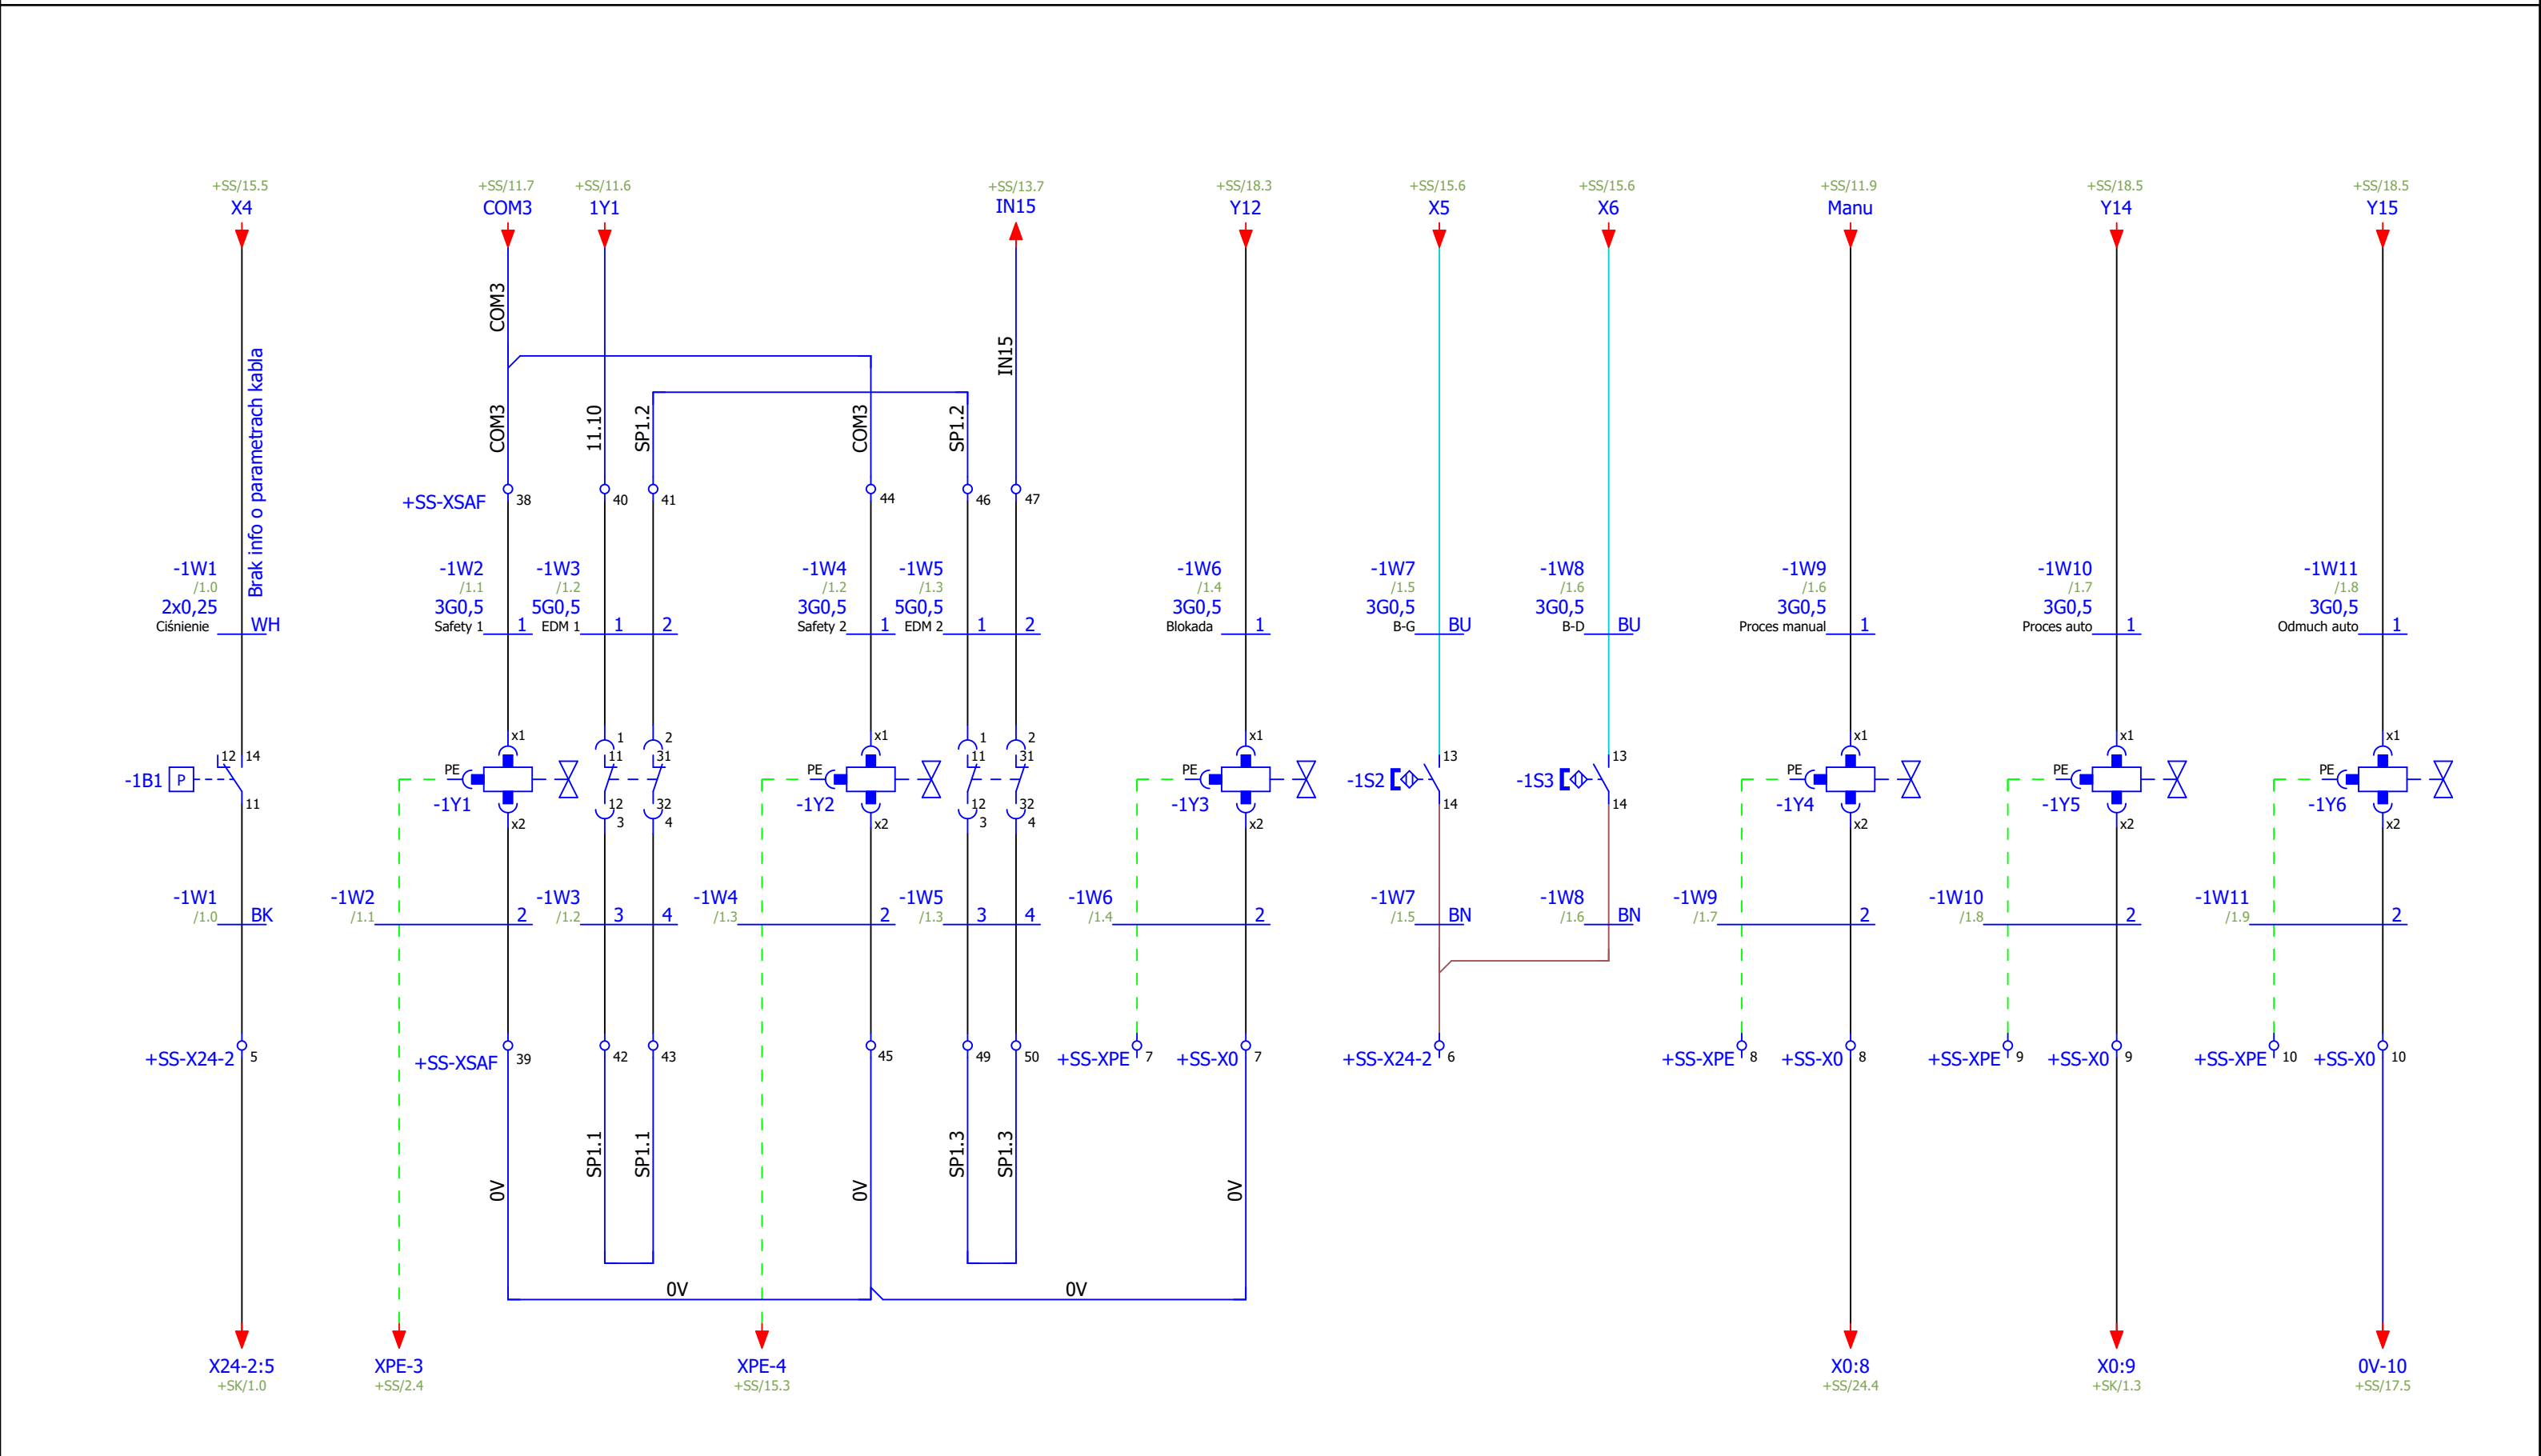 +SS/15.5
+SS/11.7
+SS/11.6
+SS/13.7
+SS/18.3
+SS/15.6
+SS/15.6
+SS/11.9
+SS/18.5
+SS/18.5
X4
COM3
1Y1
IN15
Y12
X5
X6
Manu
Y14
Y15
COM3
IN15
Brak info o parametrach kabla
COM3
11.10
SP1.2
COM3
SP1.2
+SS-XSAF
38
40
41
44
46
47
-1W1
/1.0
2x0,25
Ciśnienie
WH
-1W2
/1.1
3G0,5
Safety 1
1
-1W3
/1.2
5G0,5
EDM 1
1
2
-1W4
/1.2
3G0,5
Safety 2
1
-1W5
/1.3
5G0,5
EDM 2
1
2
-1W6
/1.4
3G0,5
Blokada
1
-1W7
/1.5
3G0,5
B-G
BU
-1W8
/1.6
3G0,5
B-D
BU
-1W9
/1.6
3G0,5
Proces manual
1
-1W10
/1.7
3G0,5
Proces auto
1
-1W11
/1.8
3G0,5
Odmuch auto
1
-1B1
P
12
14
11
PE
-1Y1
x1
x2
1
11
12
3
2
31
32
4
PE
-1Y2
x1
x2
1
11
12
3
2
31
32
4
PE
-1Y3
x1
x2
-1S2
13
14
-1S3
13
14
PE
-1Y4
x1
x2
PE
-1Y5
x1
x2
PE
-1Y6
x1
x2
-1W1
/1.0
BK
-1W2
/1.1
2
-1W3
/1.2
3
4
-1W4
/1.3
2
-1W5
/1.3
3
4
-1W6
/1.4
2
-1W7
/1.5
BN
-1W8
/1.6
BN
-1W9
/1.7
2
-1W10
/1.8
2
-1W11
/1.9
2
+SS-X24-2
5
+SS-XSAF
39
42
43
45
49
50
+SS-XPE
7
+SS-X0
7
+SS-X24-2
6
+SS-XPE
8
+SS-X0
8
+SS-XPE
9
+SS-X0
9
+SS-XPE
10
+SS-X0
10
0V
SP1.1
SP1.1
0V
SP1.3
SP1.3
0V
0V
0V
X24-2:5
+SK/1.0
XPE-3
+SS/2.4
XPE-4
+SS/15.3
X0:8
+SS/24.4
X0:9
+SK/1.3
0V-10
+SS/17.5